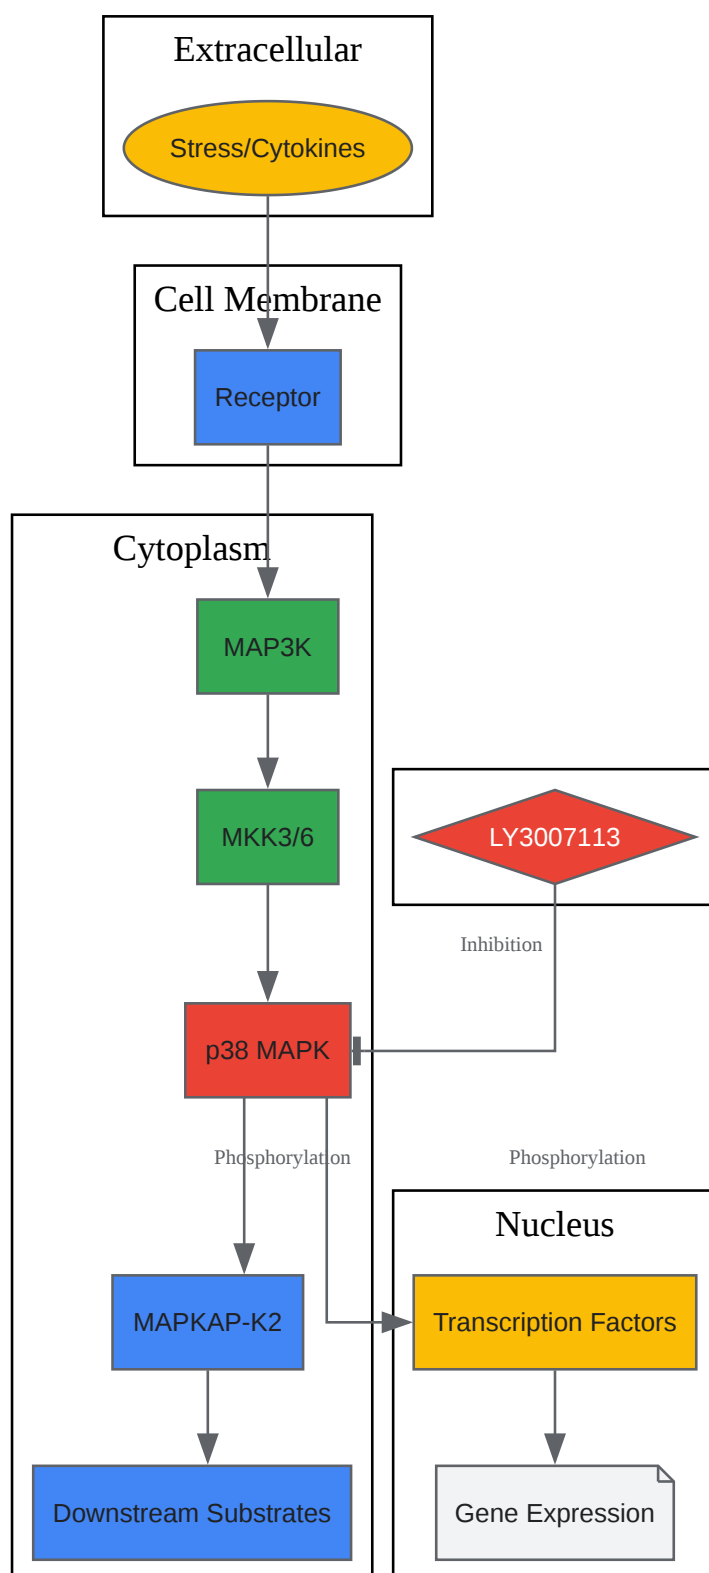 Extracellular
Stress/Cytokines
Cell Membrane
Receptor
Cytoplasm
MAP3K
MKK3/6
LY3007113
Inhibition
p38 MAPK
Phosphorylation
Phosphorylation
Nucleus
MAPKAP-K2
Transcription Factors
Downstream Substrates
Gene Expression